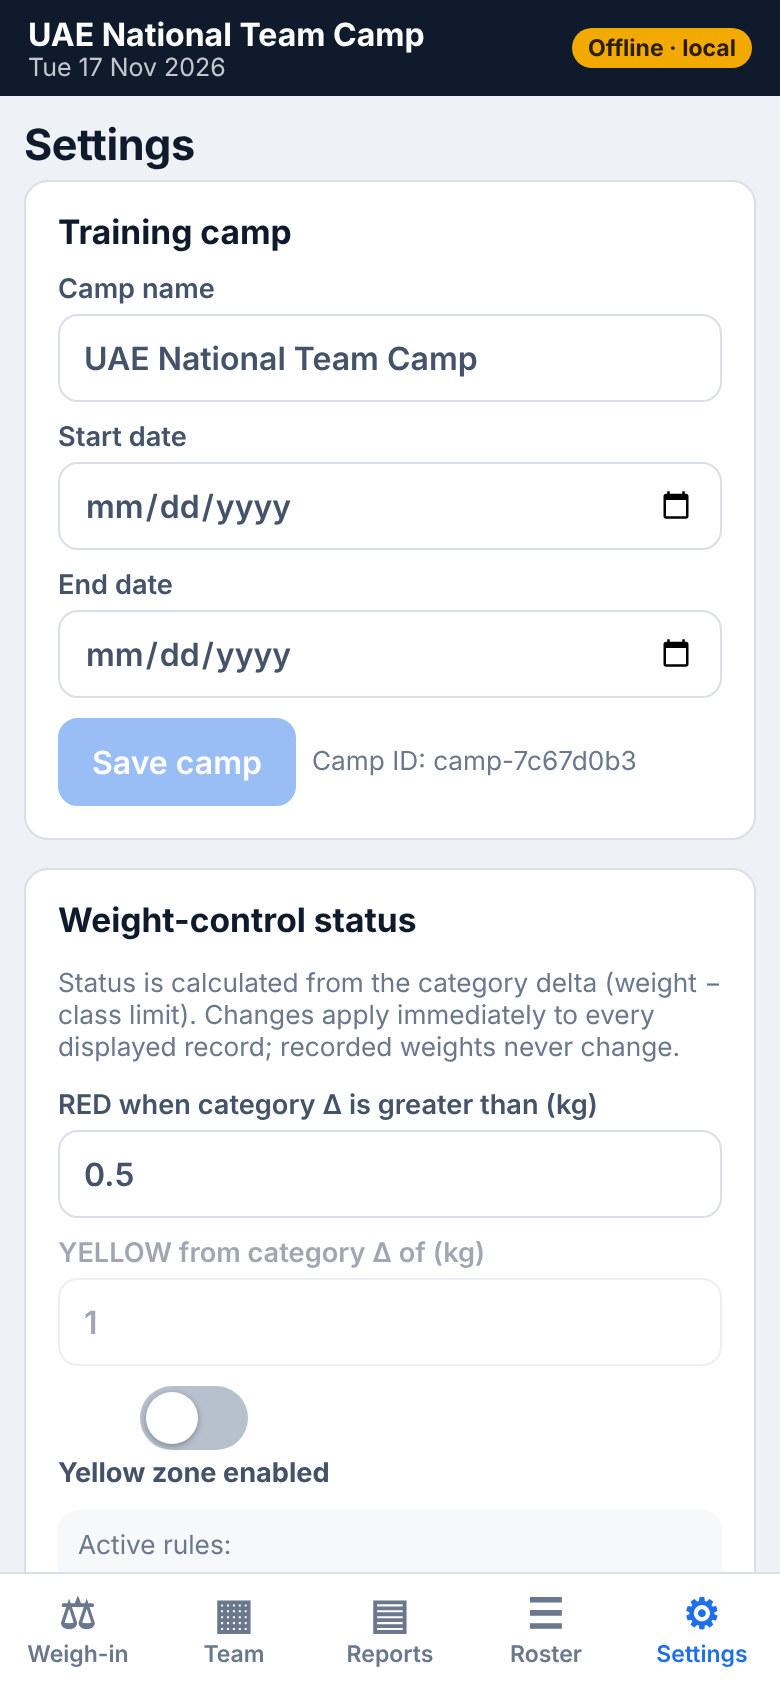 UAE National Team Camp
Tue 17 Nov 2026
Offline · local
Settings
Training camp
Camp name
UAE National Team Camp
Start date
mm/dd/yyyy
End date
mm/dd/yyyy
Save camp
Camp ID: camp-7c67d0b3
Weight-control status
Status is calculated from the category delta (weight −
class limit). Changes apply immediately to every
displayed record; recorded weights never change.
RED when category Δ is greater than (kg)
0.5
YELLOW from category Δ of (kg)
1
Yellow zone enabled
Active rules:
Weigh-in
Team
Reports
Roster
Settings